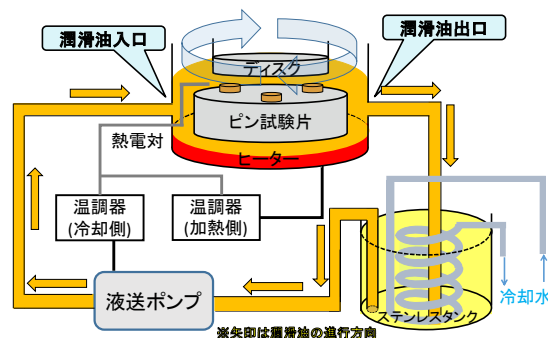 潤滑油入口
潤滑油出口
ディスク
ピン試験片
熱電対
ヒーター
温調器
(冷却側)
温調器
(加熱側)
液送ポンプ
冷却水
ステンレスタンク
※矢印は潤滑油の進行方向